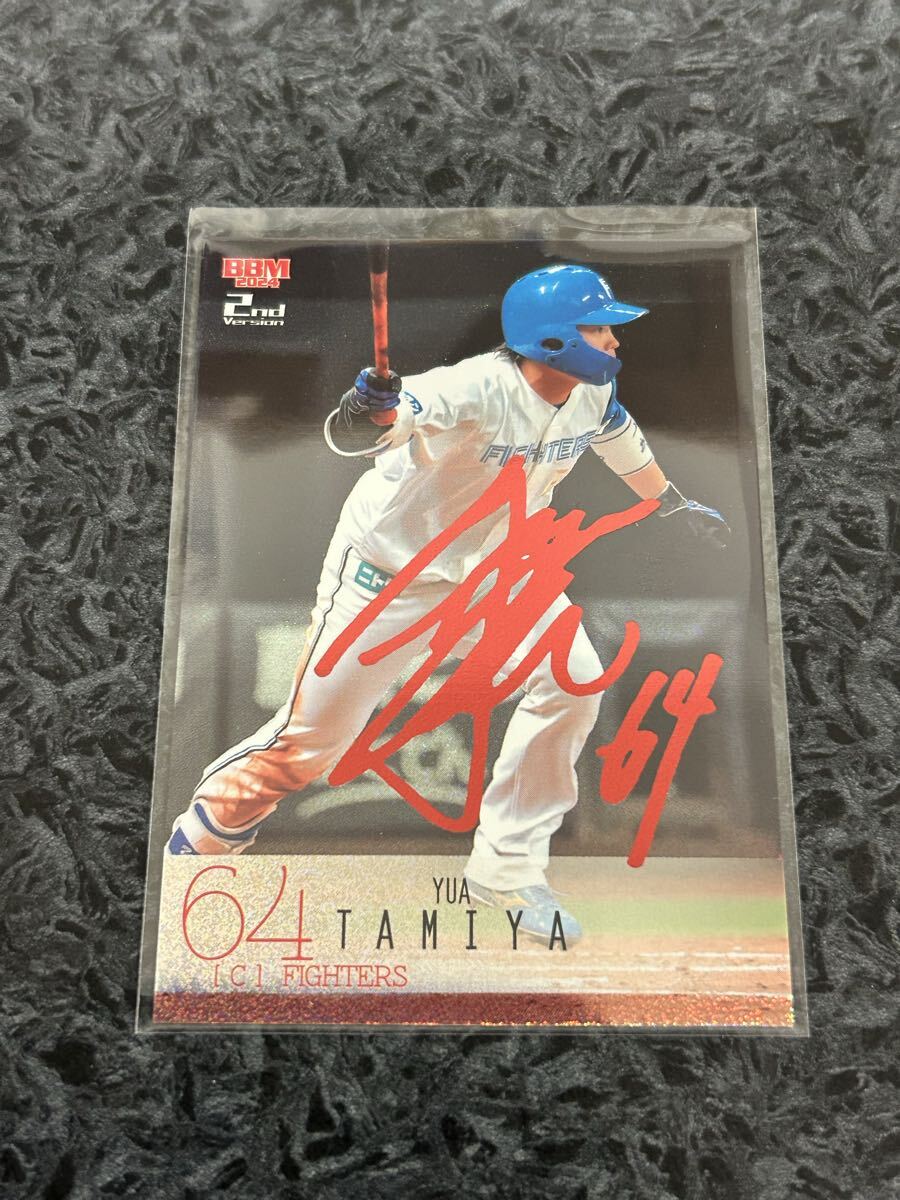 BBM
2024
2nd
Version
FIGHTERS
64
64
YUA
TAMIYA
[C] FIGHTERS